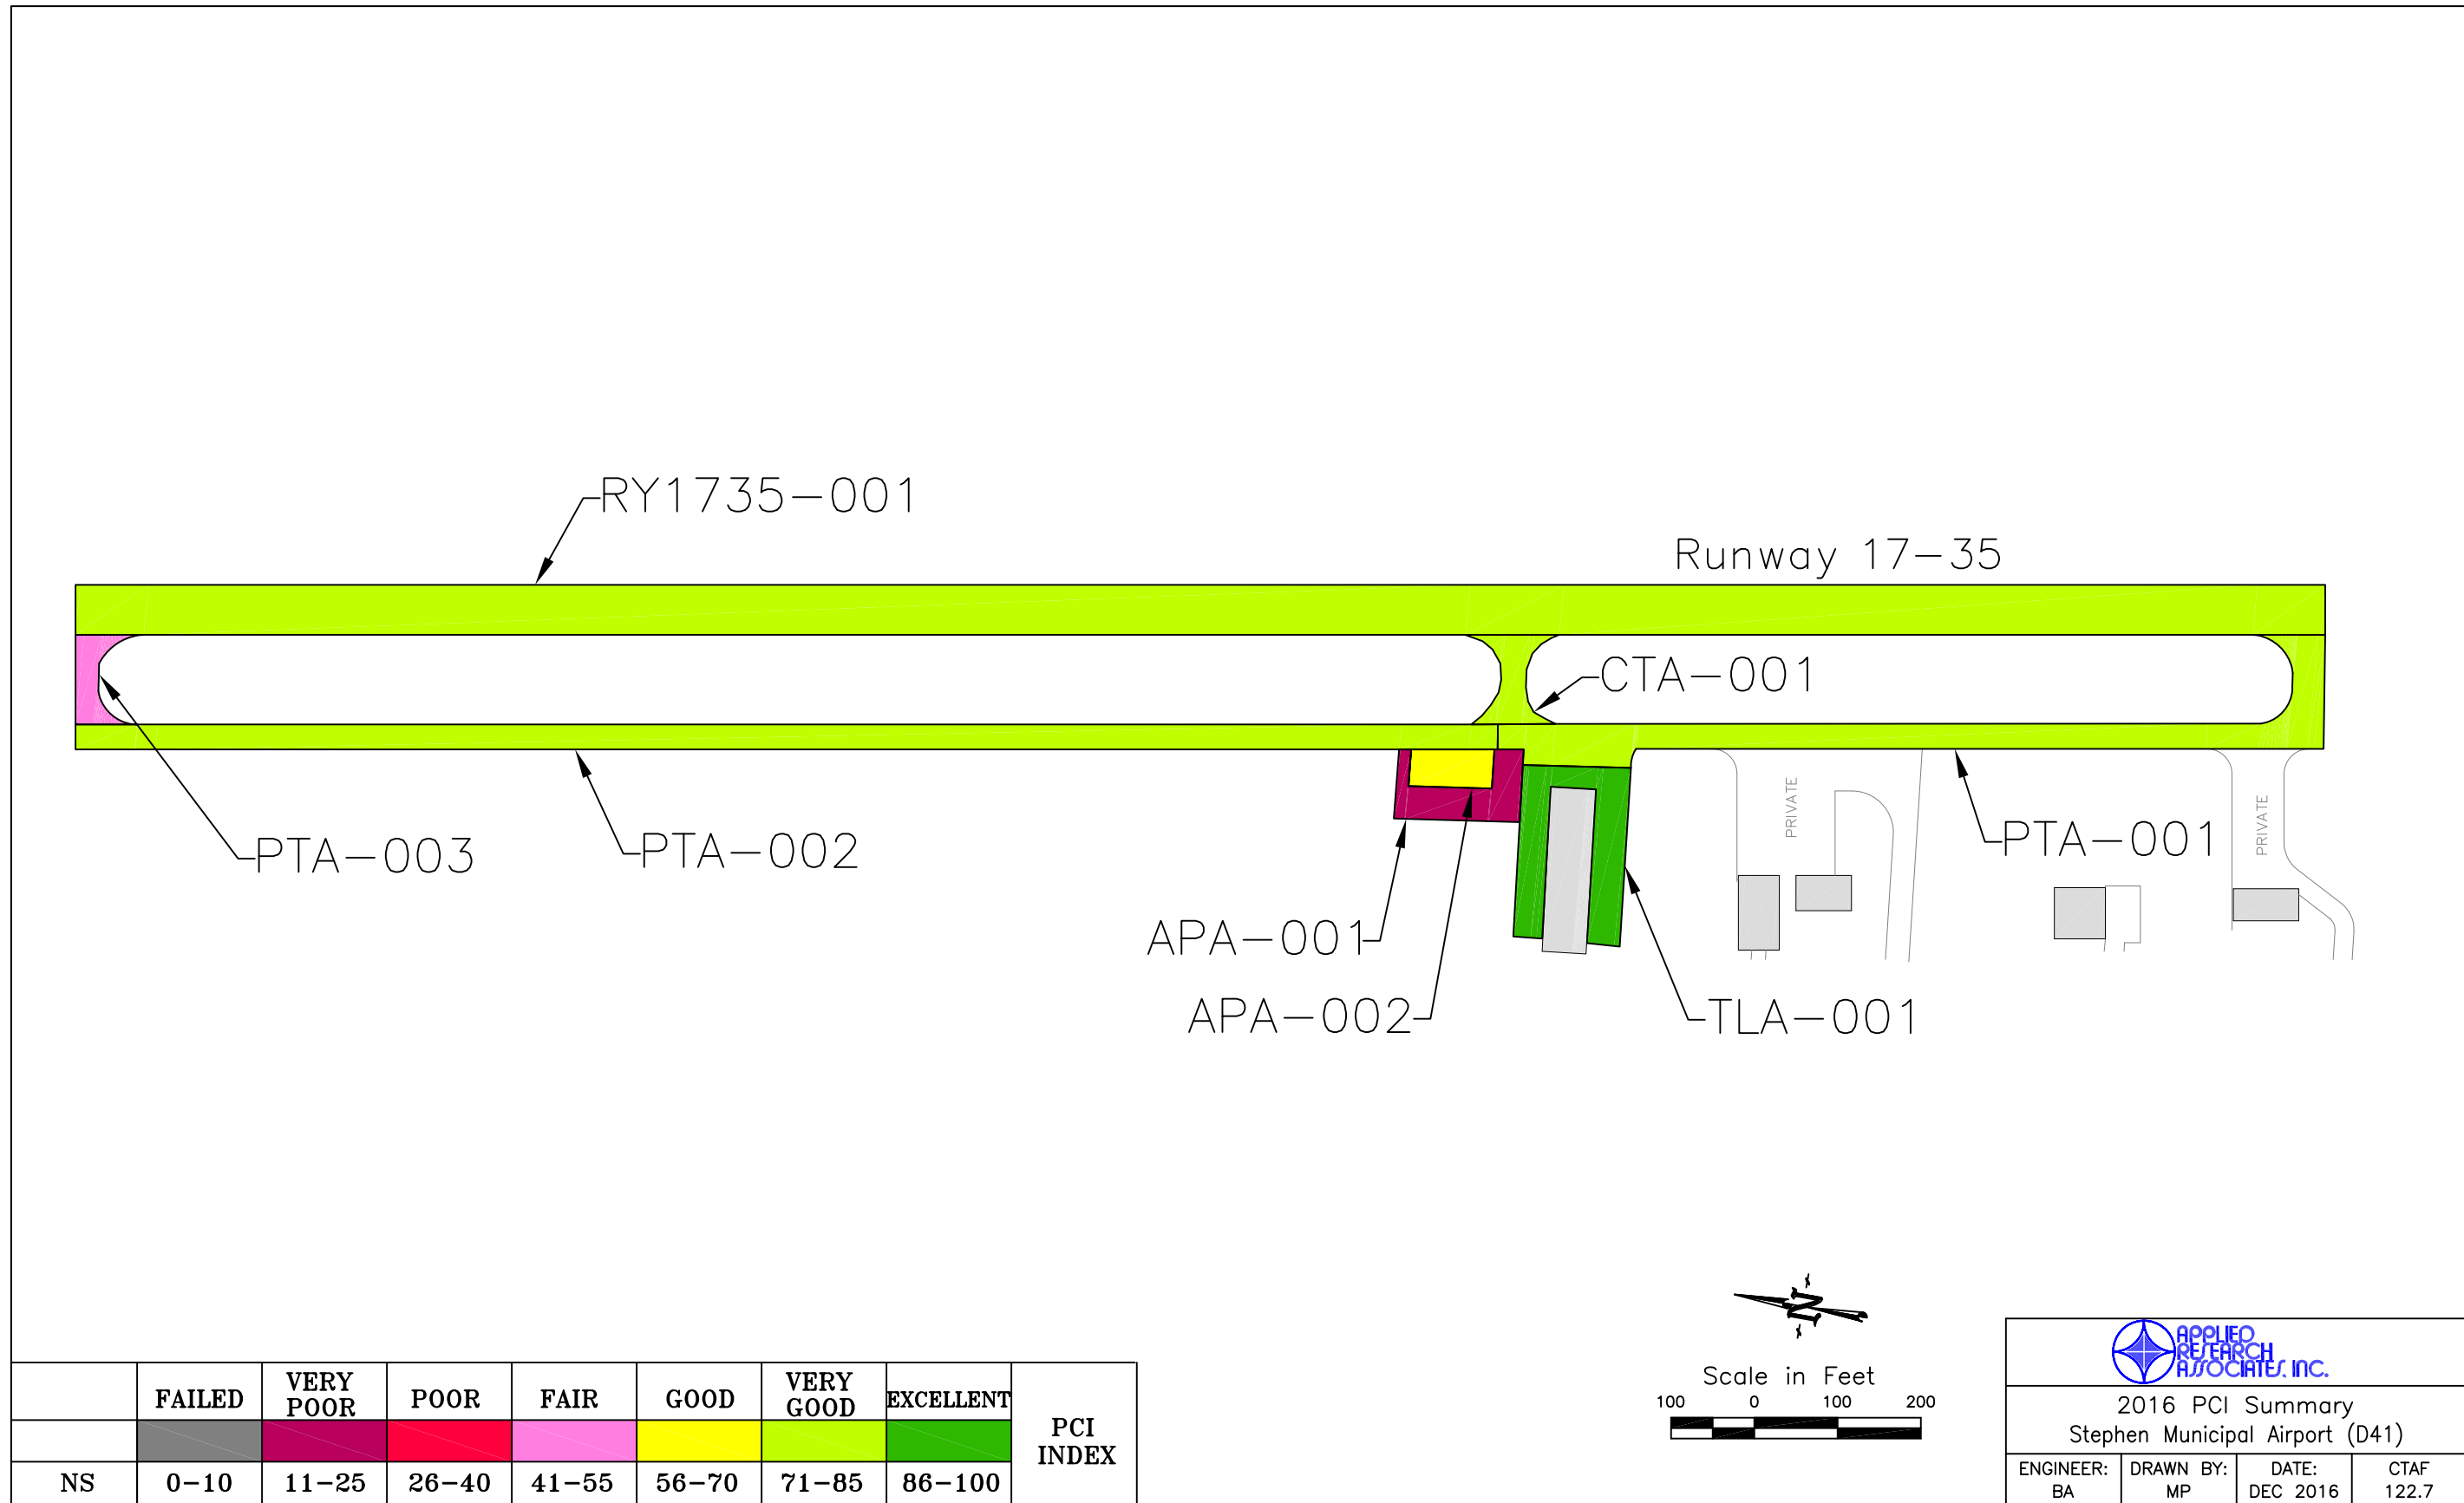 RY1735-001
Runway 17-35
CTA-001
PTA-003
PTA-002
PTA-001
PRIVATE
PRIVATE
APA-001
APA-002
TLA-001
N
Scale in Feet
100 0 100 200
FAILED VERY POOR POOR FAIR GOOD VERY GOOD EXCELLENT PCI INDEX
NS 0-10 11-25 26-40 41-55 56-70 71-85 86-100
APPLIED
RESEARCH
ASSOCIATES, INC.
2016 PCI Summary
Stephen Municipal Airport (D41)
ENGINEER: DRAWN BY: DATE: CTAF
BA MP DEC 2016 122.7